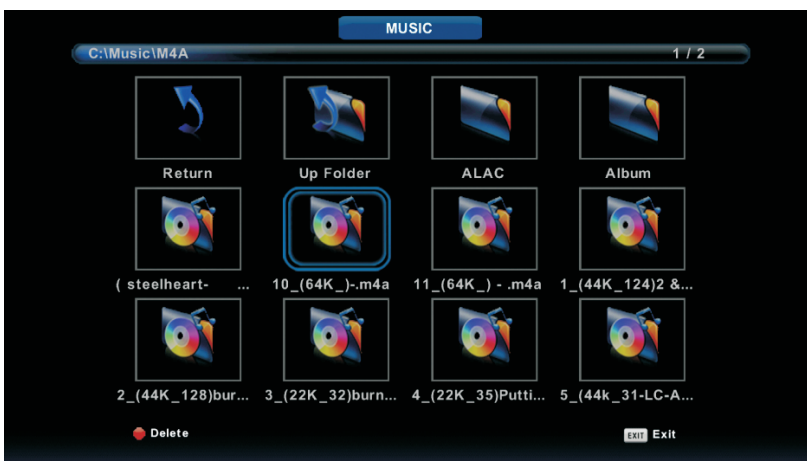 MUSIC
C:\Music\M4A 1 / 2
Return Up Folder ALAC Album
( steelheart- ... 10_(64K_)-.m4a 11_(64K_) - .m4a 1_(44K_124)2 &...
2_(44K_128)bur... 3_(22K_32)burn... 4_(22K_35)Putti... 5_(44k_31-LC-A...
Delete EXIT Exit